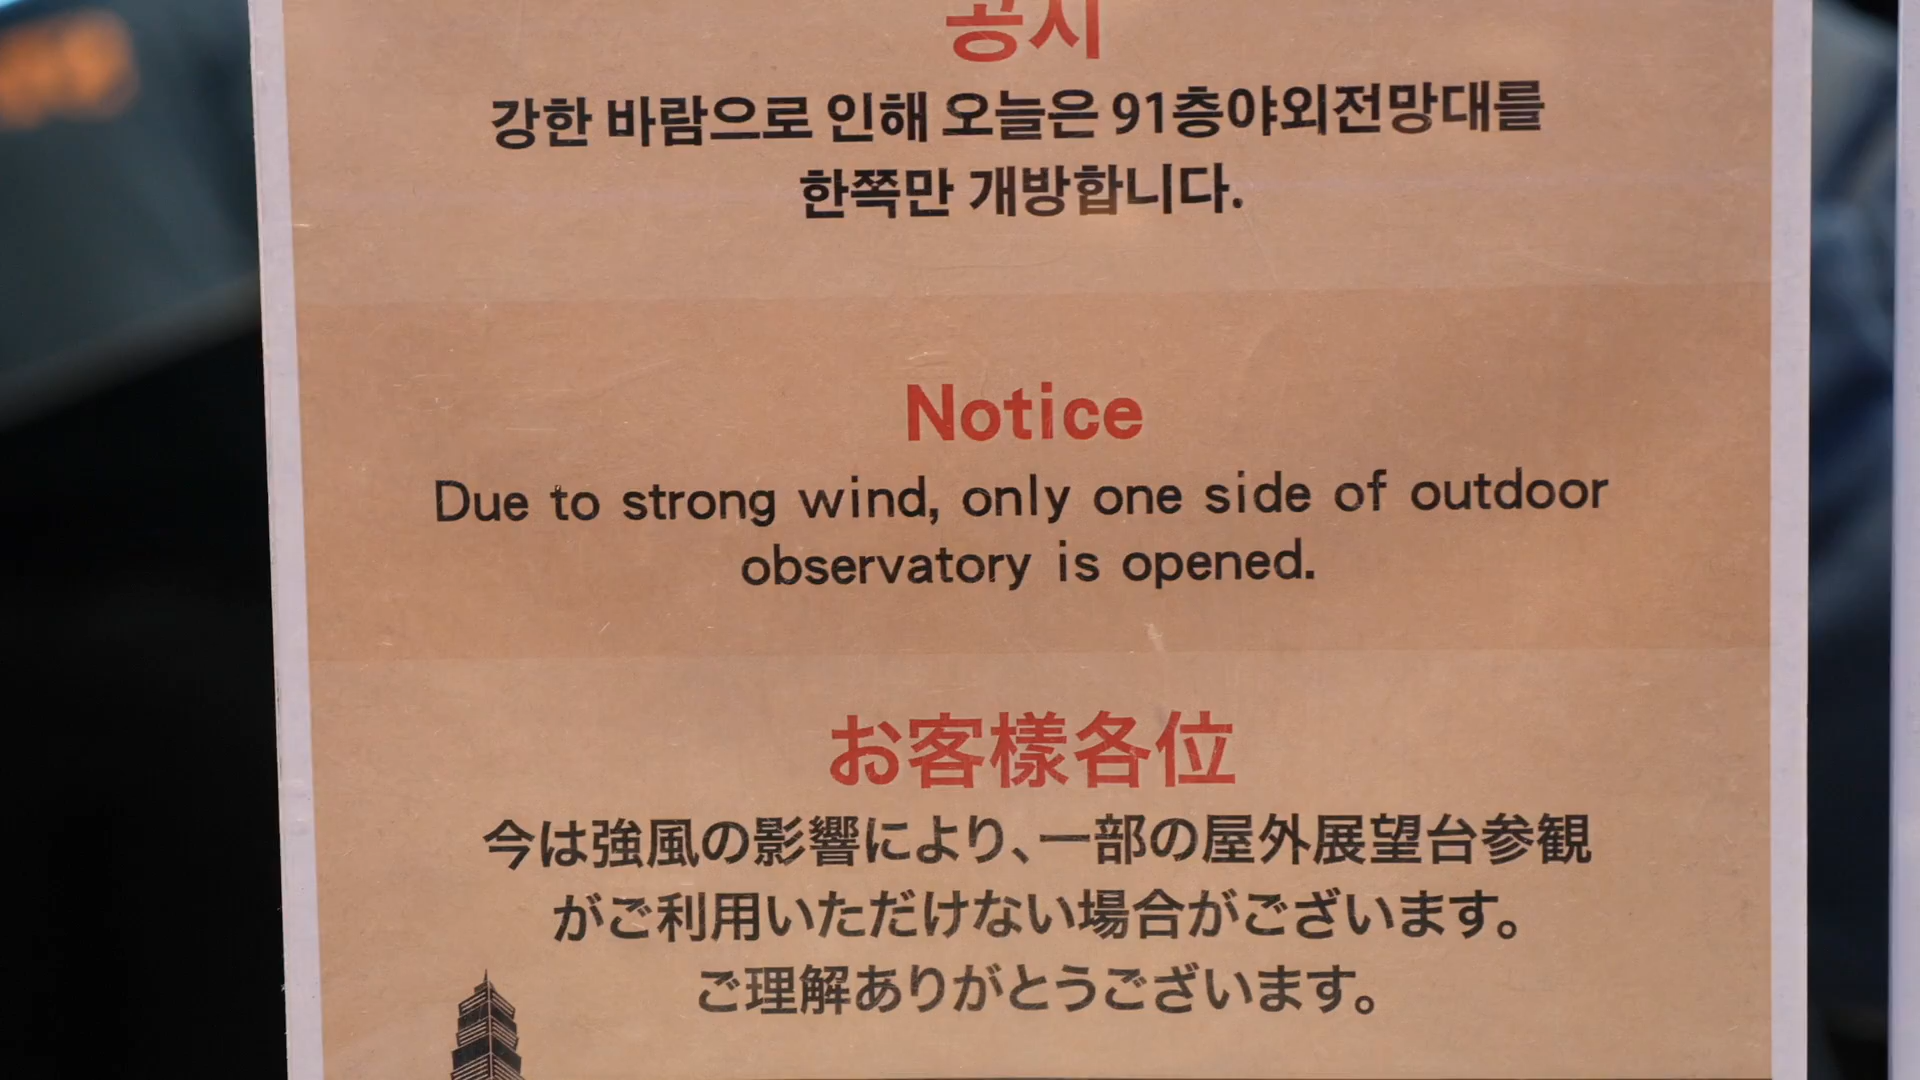 공시
강한 바람으로 인해 오늘은 91층야외전망대를
한쪽만 개방합니다.
Notice
Due to strong wind, only one side of outdoor
observatory is opened.
お客様各位
今は強風の影響により、一部の屋外展望台参観
がご利用いただけない場合がございます。
ご理解ありがとうございます。